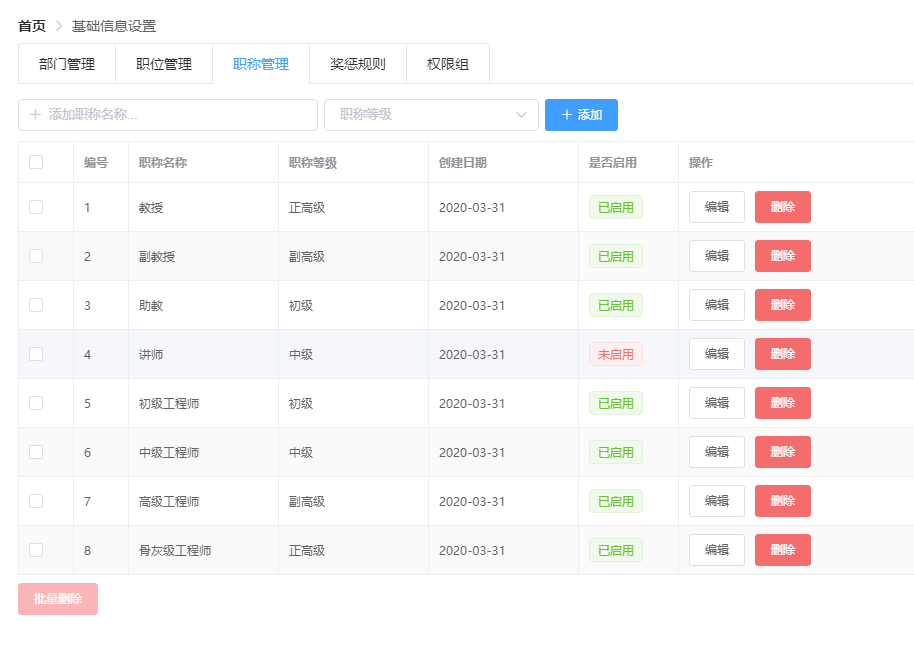 首页 > 基础信息设置
部门管理 职位管理 职称管理 奖惩规则 权限组
+ 添加职称名称... 职称等级 + 添加
编号 职称名称 职称等级 创建日期 是否启用 操作
1 教授 正高级 2020-03-31 已启用 编辑 删除
2 副教授 副高级 2020-03-31 已启用 编辑 删除
3 助教 初级 2020-03-31 已启用 编辑 删除
4 讲师 中级 2020-03-31 未启用 编辑 删除
5 初级工程师 初级 2020-03-31 已启用 编辑 删除
6 中级工程师 中级 2020-03-31 已启用 编辑 删除
7 高级工程师 副高级 2020-03-31 已启用 编辑 删除
8 骨灰级工程师 正高级 2020-03-31 已启用 编辑 删除
批量删除